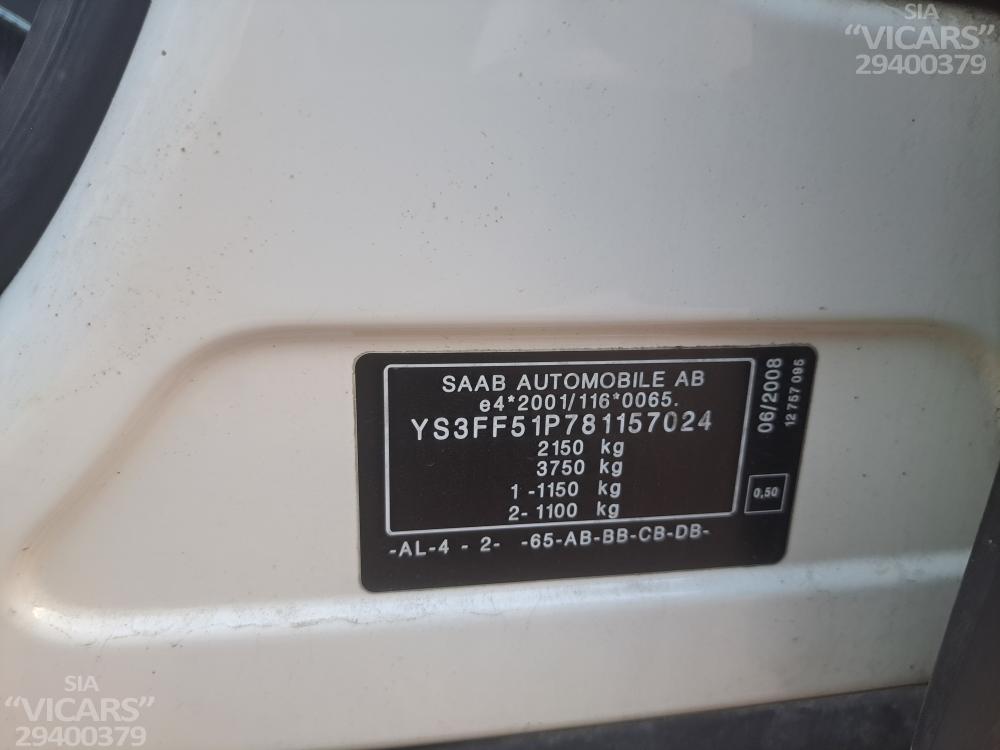 SIA
“VICARS”
29400379
SAAB AUTOMOBILE AB
e4*2001/116*0065.
YS3FF51P781157024
2150 kg
3750 kg
1 -1150 kg
2- 1100 kg
-AL-4 - 2- -65-AB-BB-CB-DB-
06/2008
12 757 095
0,50
SIA
“VICARS”
29400379